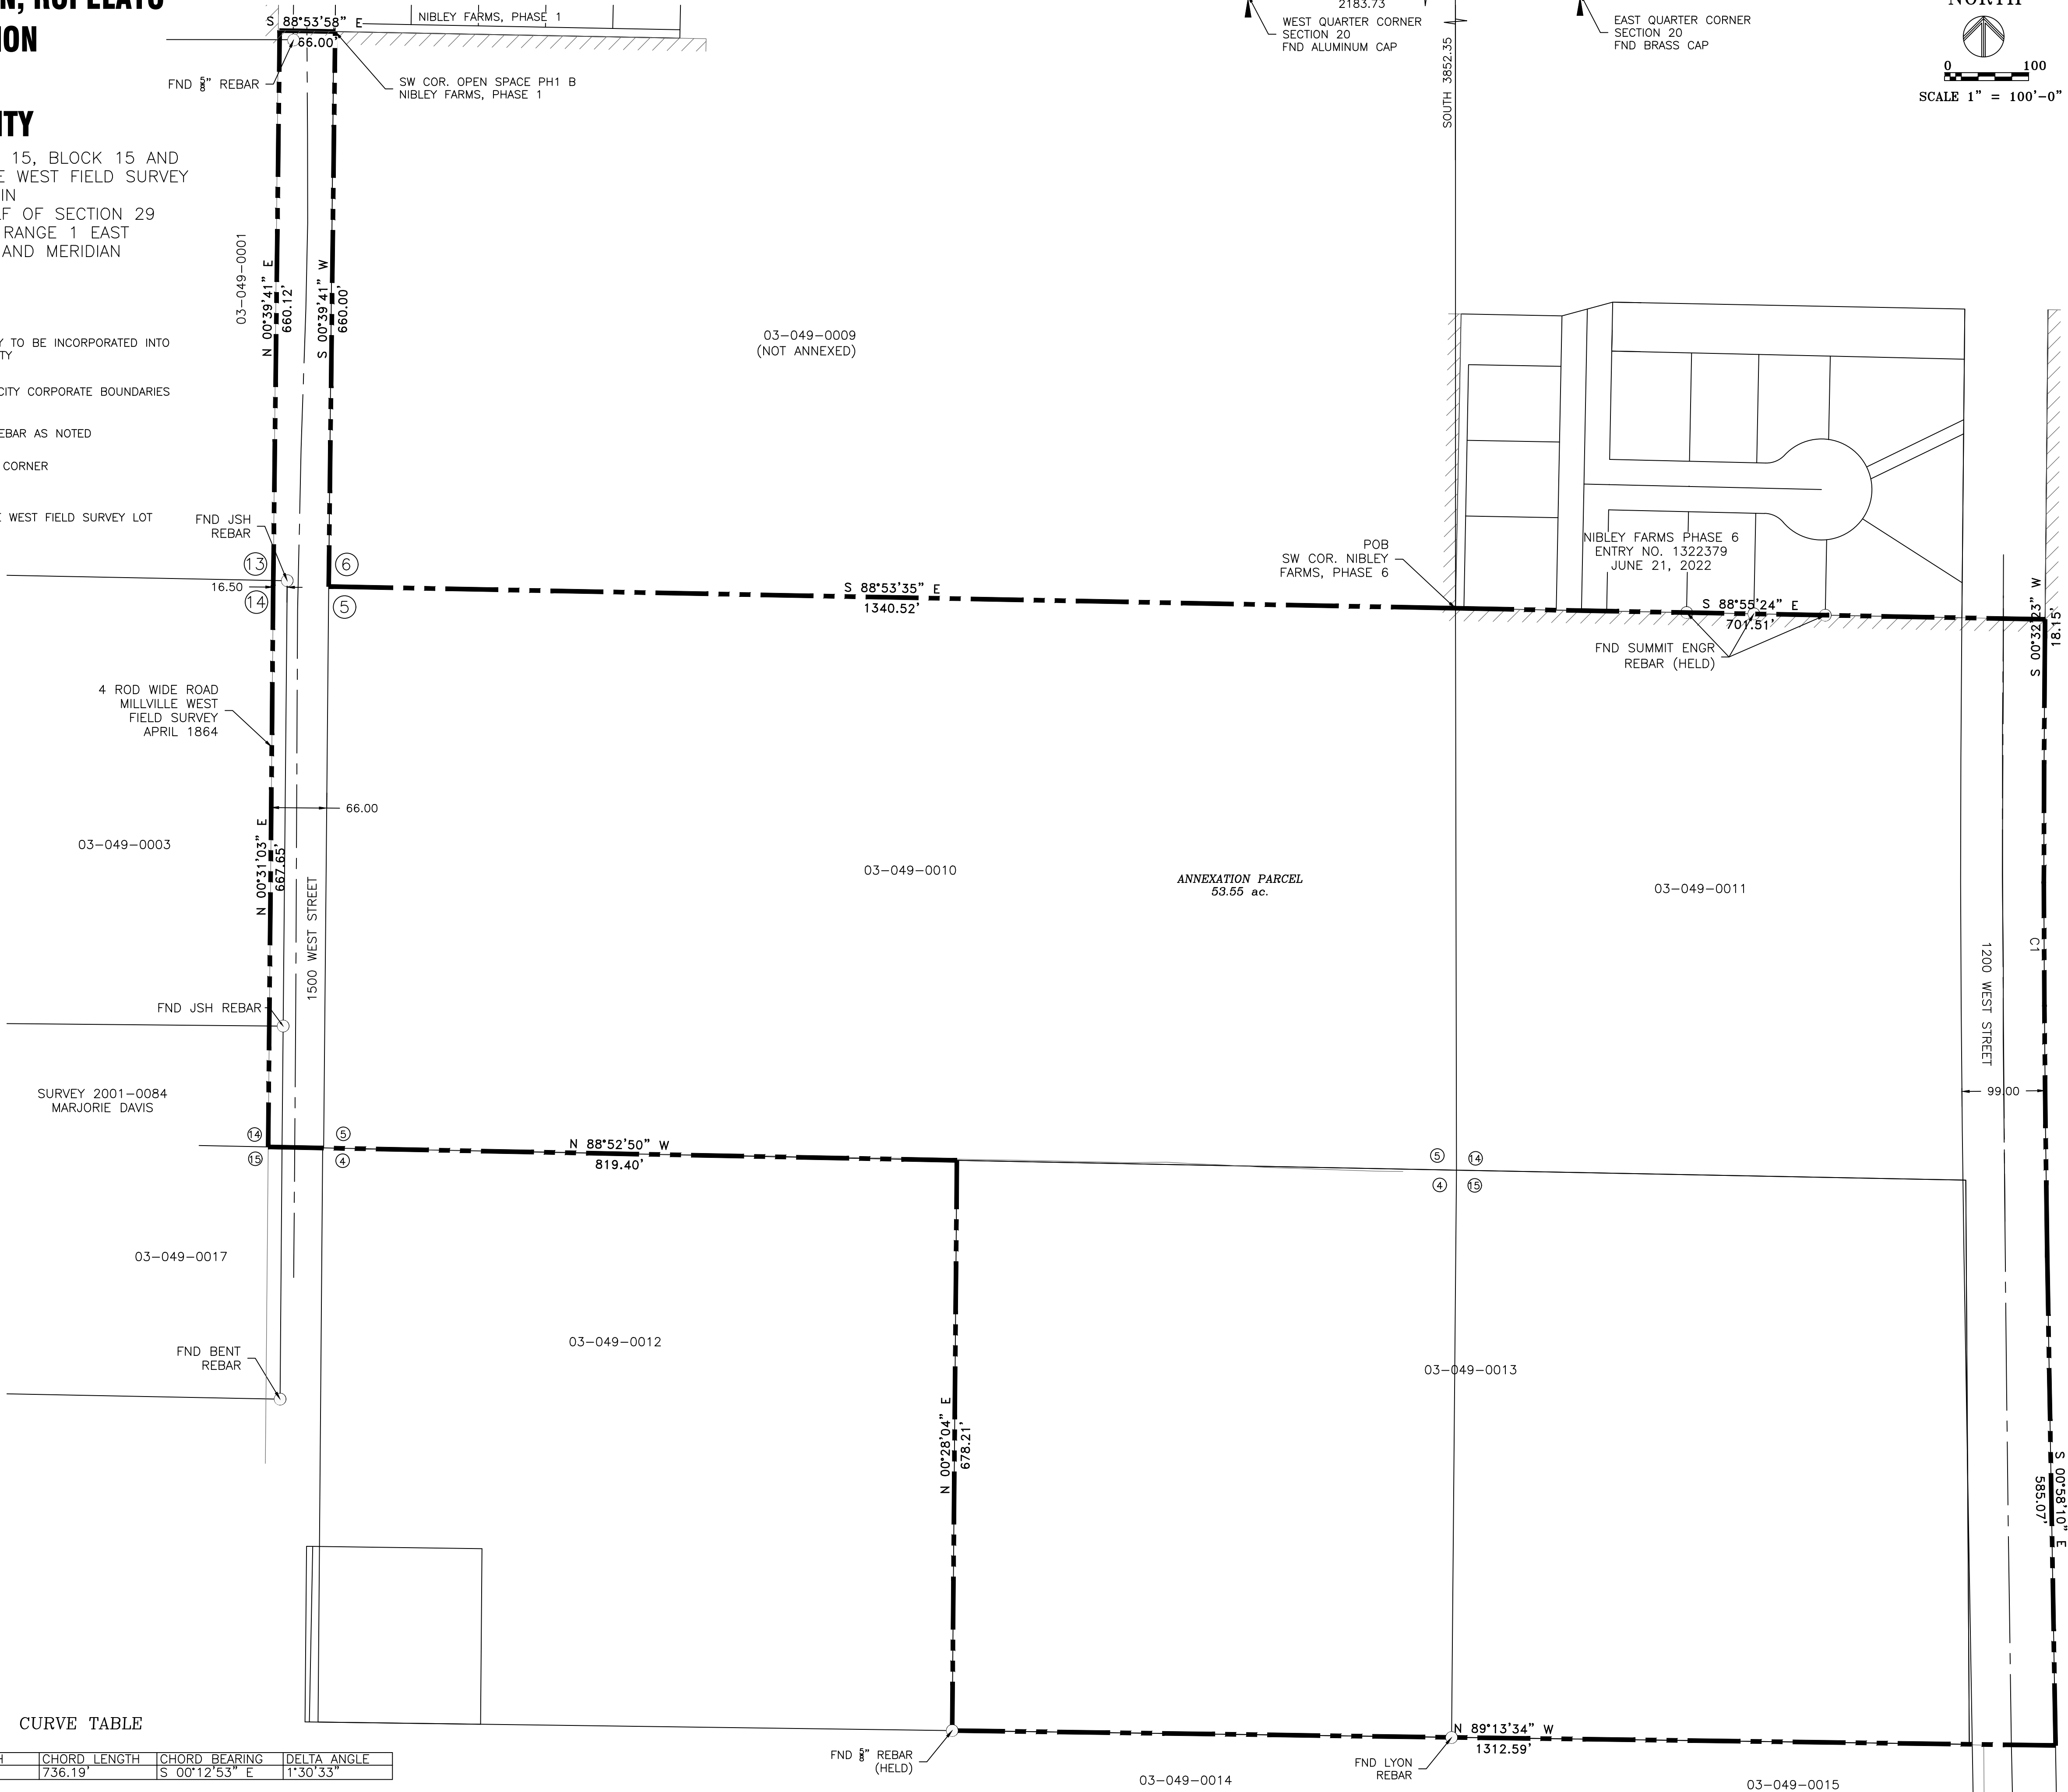 N, ROPELATO
ION
ITY
15, BLOCK 15 AND
E WEST FIELD SURVEY
IN
F OF SECTION 29
RANGE 1 EAST
AND MERIDIAN
Y TO BE INCORPORATED INTO
TY
CITY CORPORATE BOUNDARIES
EBAR AS NOTED
CORNER
E WEST FIELD SURVEY LOT
S 88°53'58" E
66.00'
NIBLEY FARMS, PHASE 1
FND 5/8" REBAR
SW COR. OPEN SPACE PH1 B
NIBLEY FARMS, PHASE 1
2183.73
WEST QUARTER CORNER
SECTION 20
FND ALUMINUM CAP
SOUTH 3852.35
EAST QUARTER CORNER
SECTION 20
FND BRASS CAP
NORTH
0 100
SCALE 1" = 100'-0"
03-049-0001
N 00°39'41" E
660.12'
S 00°39'41" W
660.00'
03-049-0009
(NOT ANNEXED)
FND JSH
REBAR
13
6
16.50
14
5
S 88°53'35" E
1340.52'
POB
SW COR. NIBLEY
FARMS, PHASE 6
NIBLEY FARMS PHASE 6
ENTRY NO. 1322379
JUNE 21, 2022
S 88°55'24" E
701.51'
FND SUMMIT ENGR
REBAR (HELD)
S 00°32'23" W
18.15'
4 ROD WIDE ROAD
MILLVILLE WEST
FIELD SURVEY
APRIL 1864
66.00
03-049-0003
N 00°31'03" E
667.65'
1500 WEST STREET
03-049-0010
ANNEXATION PARCEL
53.55 ac.
03-049-0011
C1
1200 WEST STREET
99.00
FND JSH REBAR
SURVEY 2001-0084
MARJORIE DAVIS
14
5
15
4
N 88°52'50" W
819.40'
5
14
4
15
03-049-0017
FND BENT
REBAR
03-049-0012
N 00°28'04" E
678.21'
03-049-0013
S 00°58'10" E
585.07'
FND 5/8" REBAR
(HELD)
FND LYON
REBAR
N 89°13'34" W
1312.59'
03-049-0014
03-049-0015
CURVE TABLE
H CHORD LENGTH CHORD BEARING DELTA ANGLE
736.19' S 00°12'53" E 1°30'33"